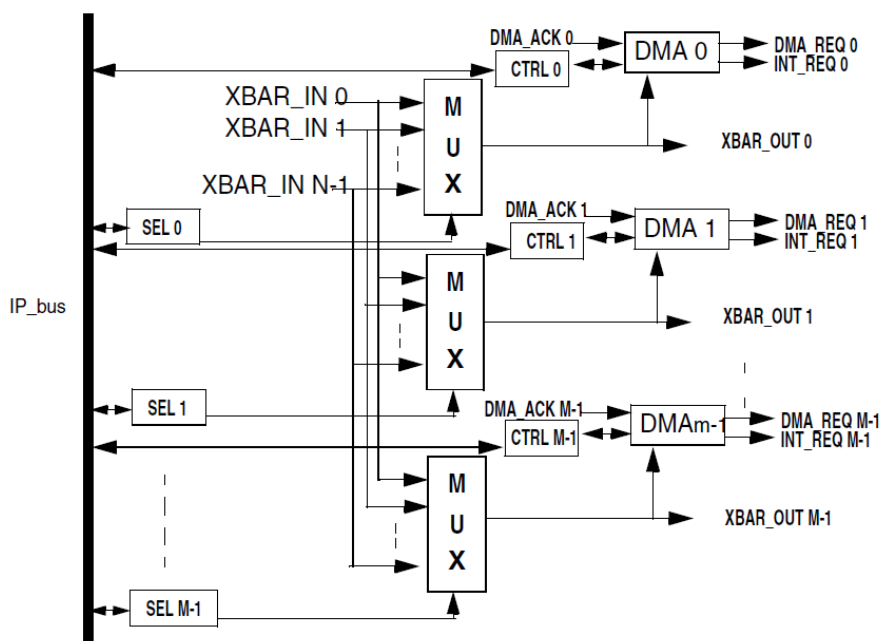 DMA_ACK 0
DMA 0
DMA_REQ 0
INT_REQ 0
CTRL 0
XBAR_IN 0
XBAR_IN 1
XBAR_IN N-1
M
U
X
XBAR_OUT 0
SEL 0
DMA_ACK 1
DMA 1
DMA_REQ 1
INT_REQ 1
CTRL 1
IP_bus
M
U
X
XBAR_OUT 1
SEL 1
DMA_ACK M-1
DMAm-1
DMA_REQ M-1
INT_REQ M-1
CTRL M-1
M
U
X
XBAR_OUT M-1
SEL M-1